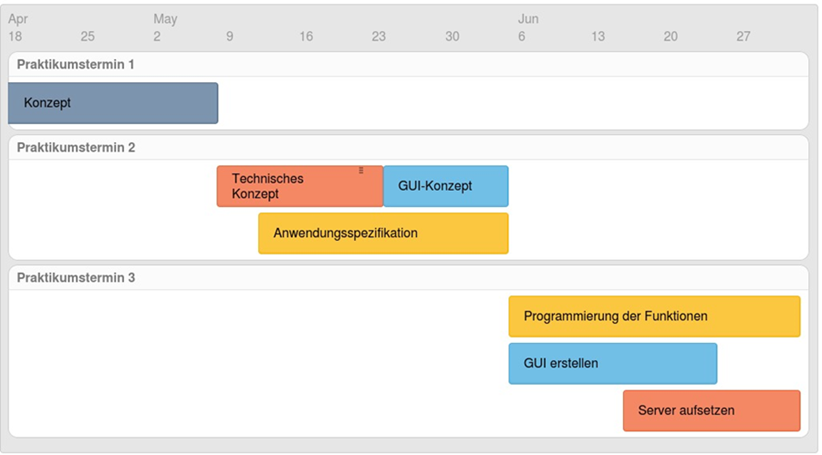 Apr May Jun
18 25 2 9 16 23 30 6 13 20 27
Praktikumstermin 1
Konzept
Praktikumstermin 2
Technisches
Konzept
GUI-Konzept
Anwendungsspezifikation
Praktikumstermin 3
Programmierung der Funktionen
GUI erstellen
Server aufsetzen